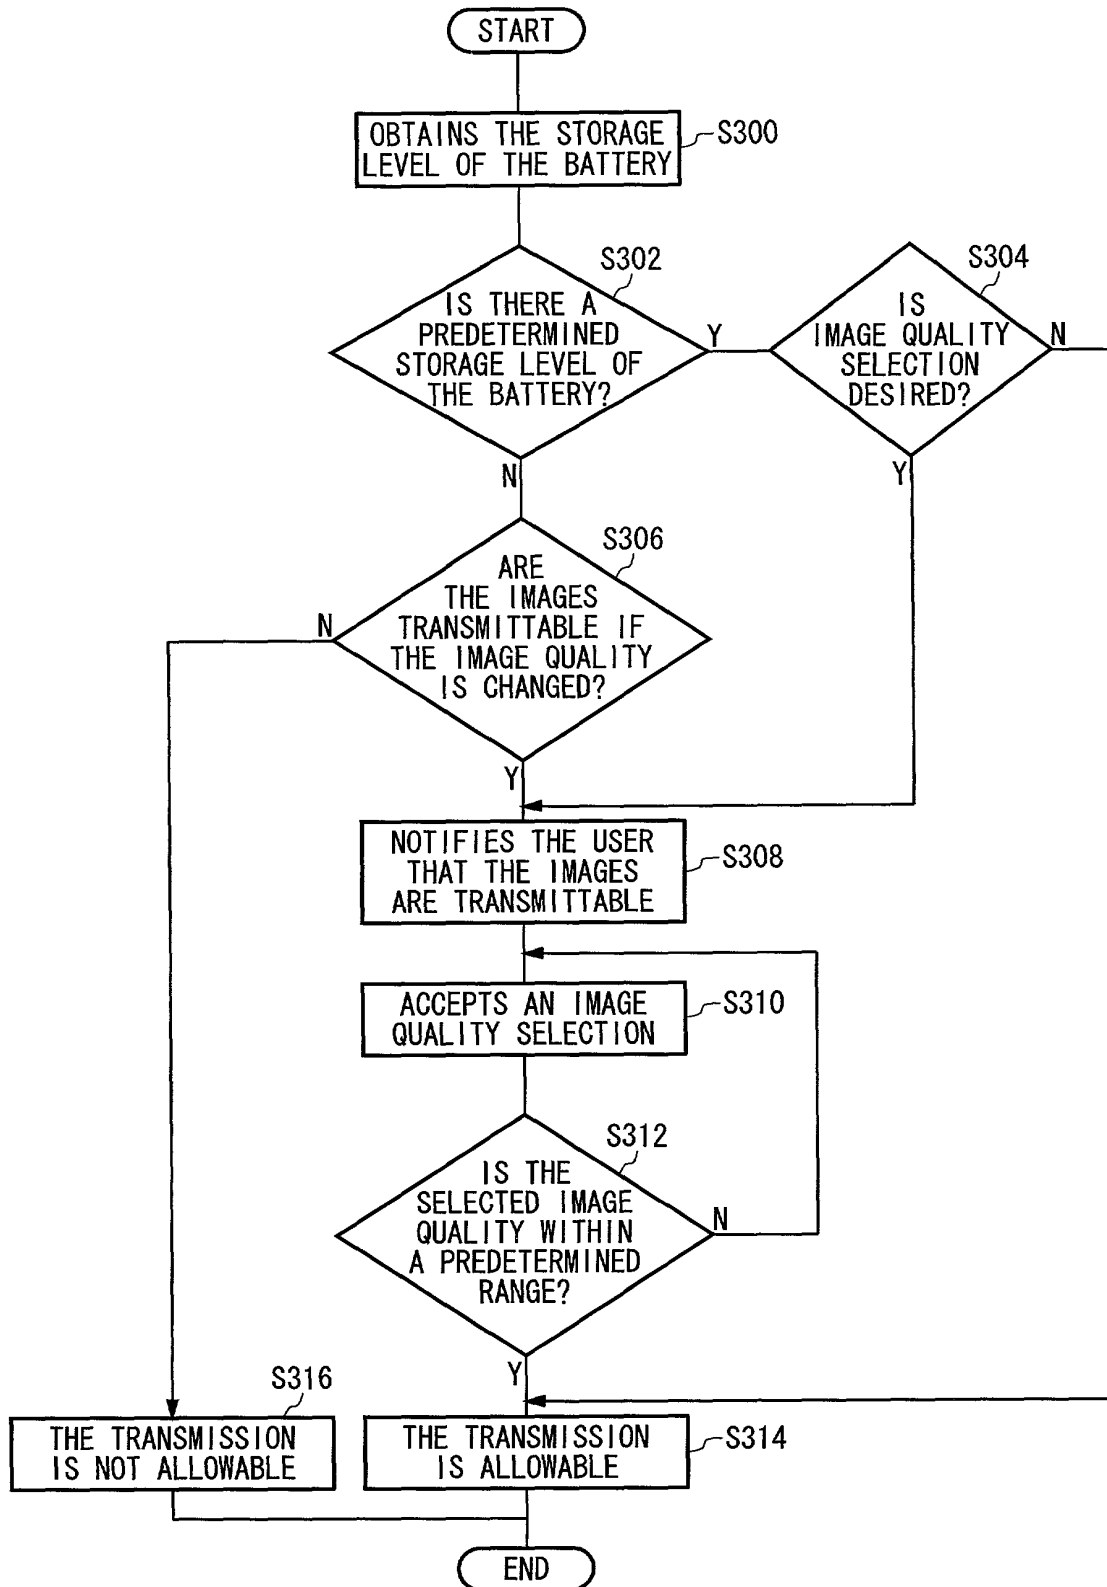 START
OBTAINS THE STORAGE
LEVEL OF THE BATTERY
S300
S302
IS THERE A
PREDETERMINED
STORAGE LEVEL OF
THE BATTERY?
Y
N
S304
IS
IMAGE QUALITY
SELECTION
DESIRED?
N
Y
S306
ARE
THE IMAGES
TRANSMITTABLE IF
THE IMAGE QUALITY
IS CHANGED?
N
Y
NOTIFIES THE USER
THAT THE IMAGES
ARE TRANSMITTABLE
S308
ACCEPTS AN IMAGE
QUALITY SELECTION
S310
S312
IS THE
SELECTED IMAGE
QUALITY WITHIN
A PREDETERMINED
RANGE?
N
Y
S316
THE TRANSMISSION
IS NOT ALLOWABLE
THE TRANSMISSION
IS ALLOWABLE
S314
END